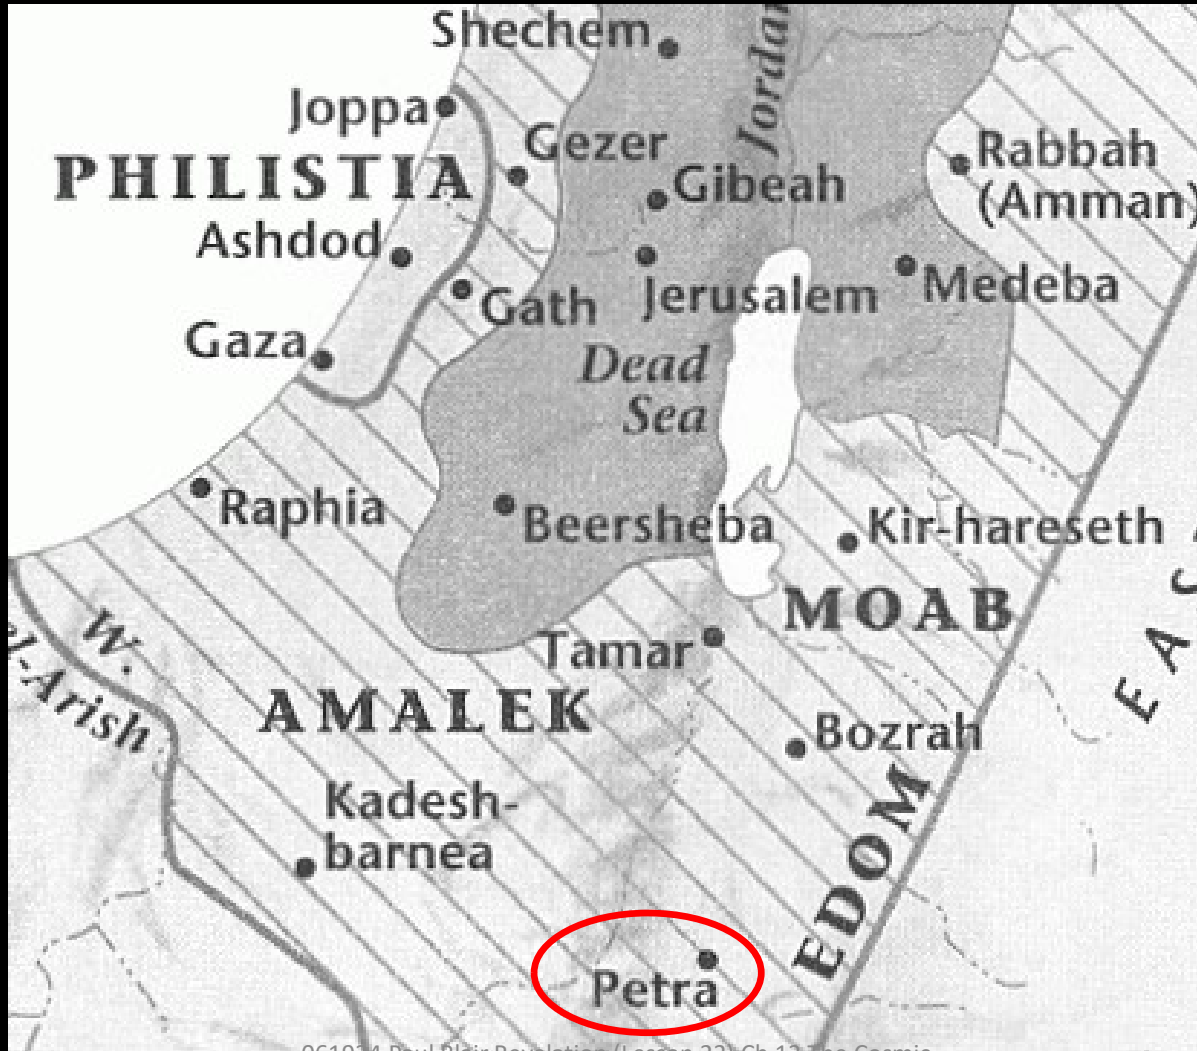 Shechem
Jordan
Joppa
Gezer
Rabbah
(Amman)
PHILISTIA
Gibeah
Ashdod
Jerusalem
Medeba
Gath
Gaza
Dead
Sea
Raphia
Beersheba
Kir-hareseth
MOAB
W.
el-Arish
Tamar
EAS
AMALEK
Bozrah
Kadesh-
barnea
EDOM
Petra